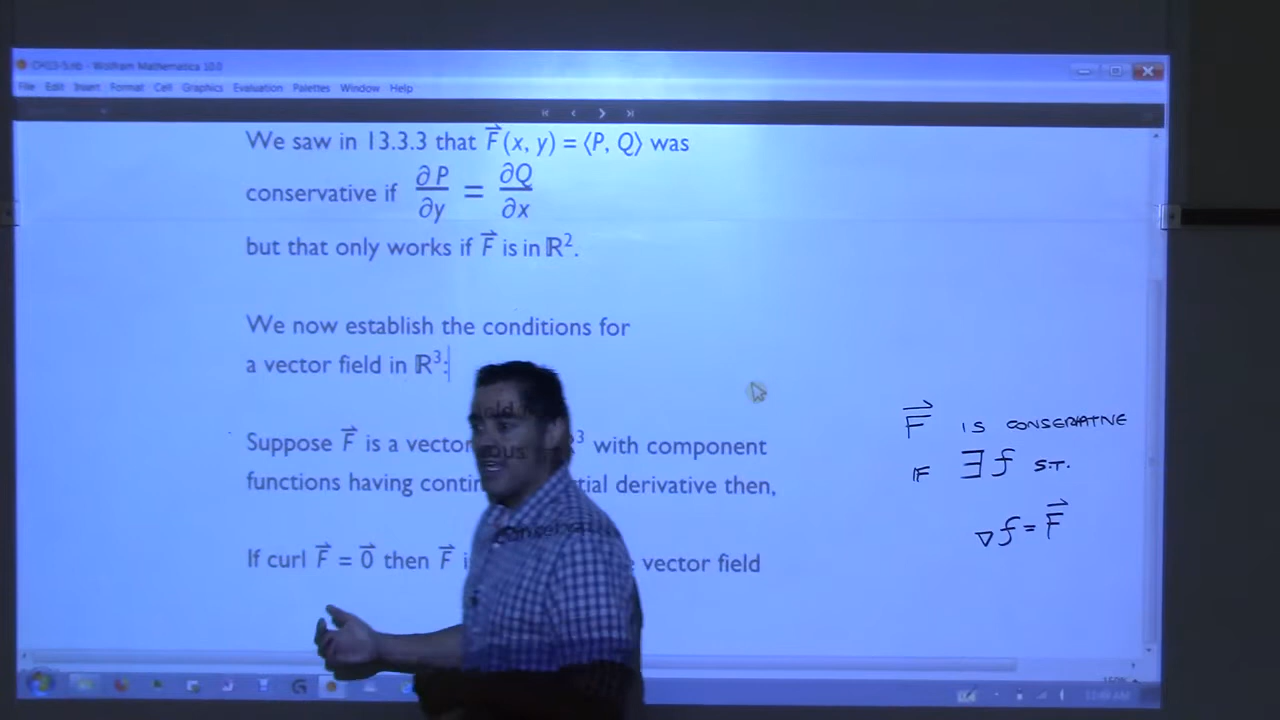 CH13-5.nb - Wolfram Mathematica 10.0
File Edit Insert Format Cell Graphics Evaluation Palettes Window Help
We saw in 13.3.3 that F⃗(x, y) = ⟨P, Q⟩ was
conservative if ∂P/∂y = ∂Q/∂x
but that only works if F⃗ is in ℝ².
We now establish the conditions for
a vector field in ℝ³:
Suppose F⃗ is a vector ℝ³ with component
functions having contin tial derivative then,
If curl F⃗ = 0⃗ then F⃗ vector field
F⃗ IS CONSERVATIVE
IF ∃ f S.T.
∇f = F⃗
150%